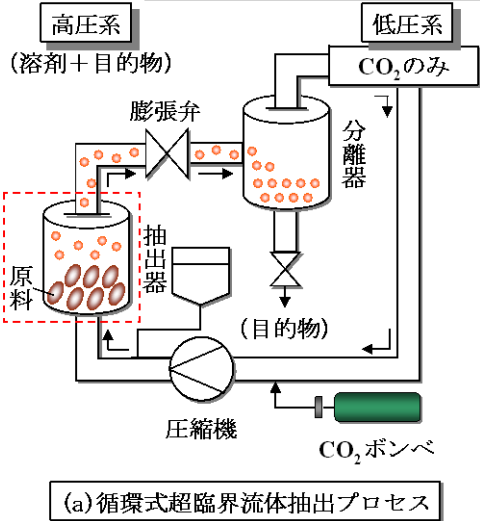 高圧系
(溶剤＋目的物)
低圧系
CO2のみ
膨張弁
分離器
抽出器
原料
(目的物)
圧縮機
CO2ボンベ
(a)循環式超臨界流体抽出プロセス